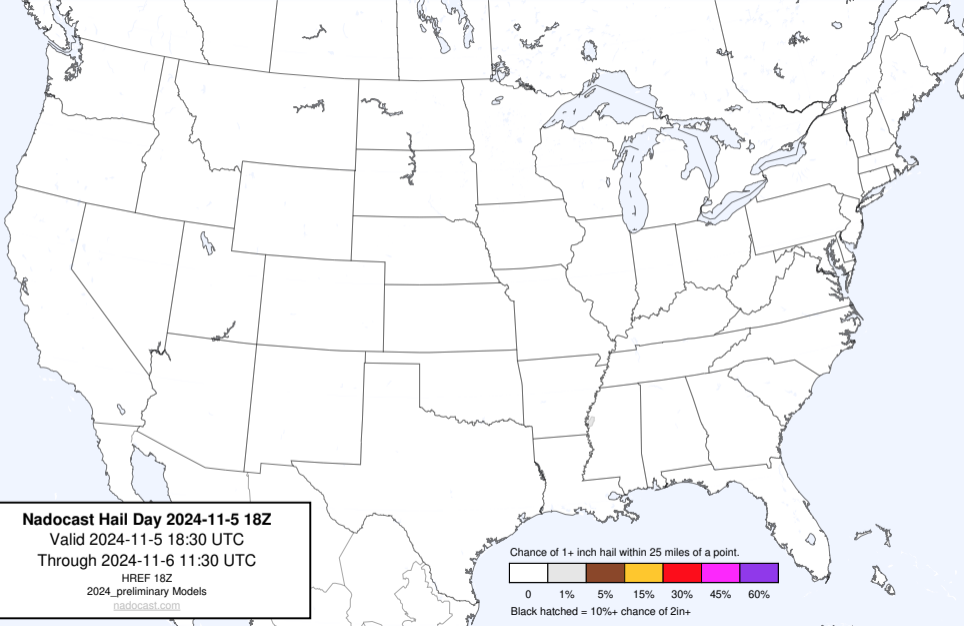 Nadocast Hail Day 2024-11-5 18Z
Valid 2024-11-5 18:30 UTC
Through 2024-11-6 11:30 UTC
HREF 18Z
2024_preliminary Models
nadocast.com
Chance of 1+ inch hail within 25 miles of a point.
0 1% 5% 15% 30% 45% 60%
Black hatched = 10%+ chance of 2in+